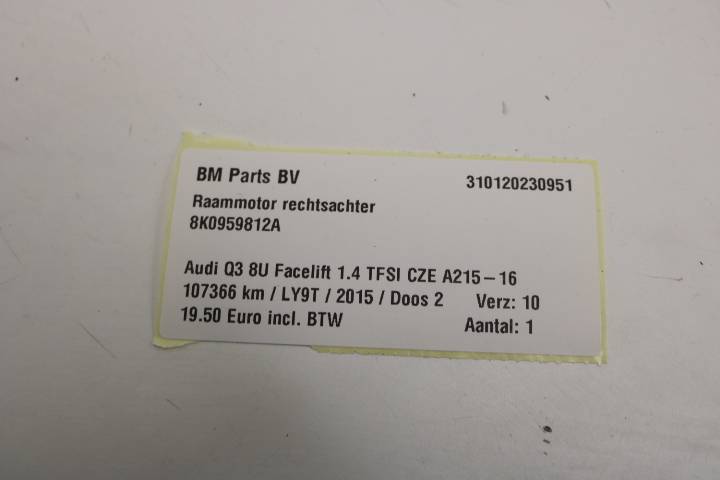 BM Parts BV 310120230951
Raammotor rechtsachter
8K0959812A
Audi Q3 8U Facelift 1.4 TFSI CZE A215-16
107366 km / LY9T / 2015 / Doos 2 Verz: 10
19.50 Euro incl. BTW Aantal: 1